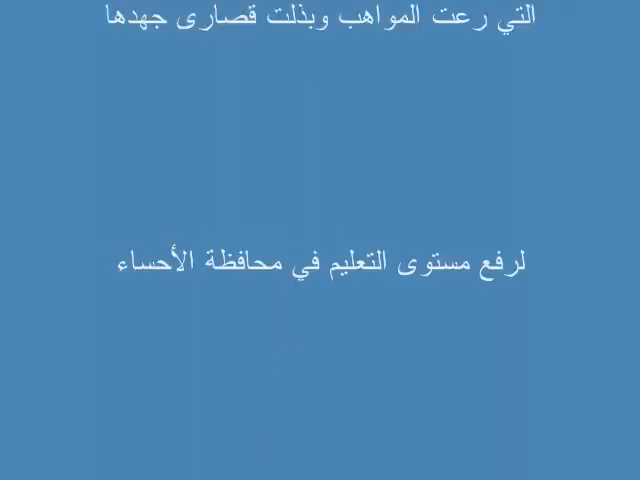 التي رعت المواهب وبذلت قصارى جهدها
لرفع مستوى التعليم في محافظة الأحساء